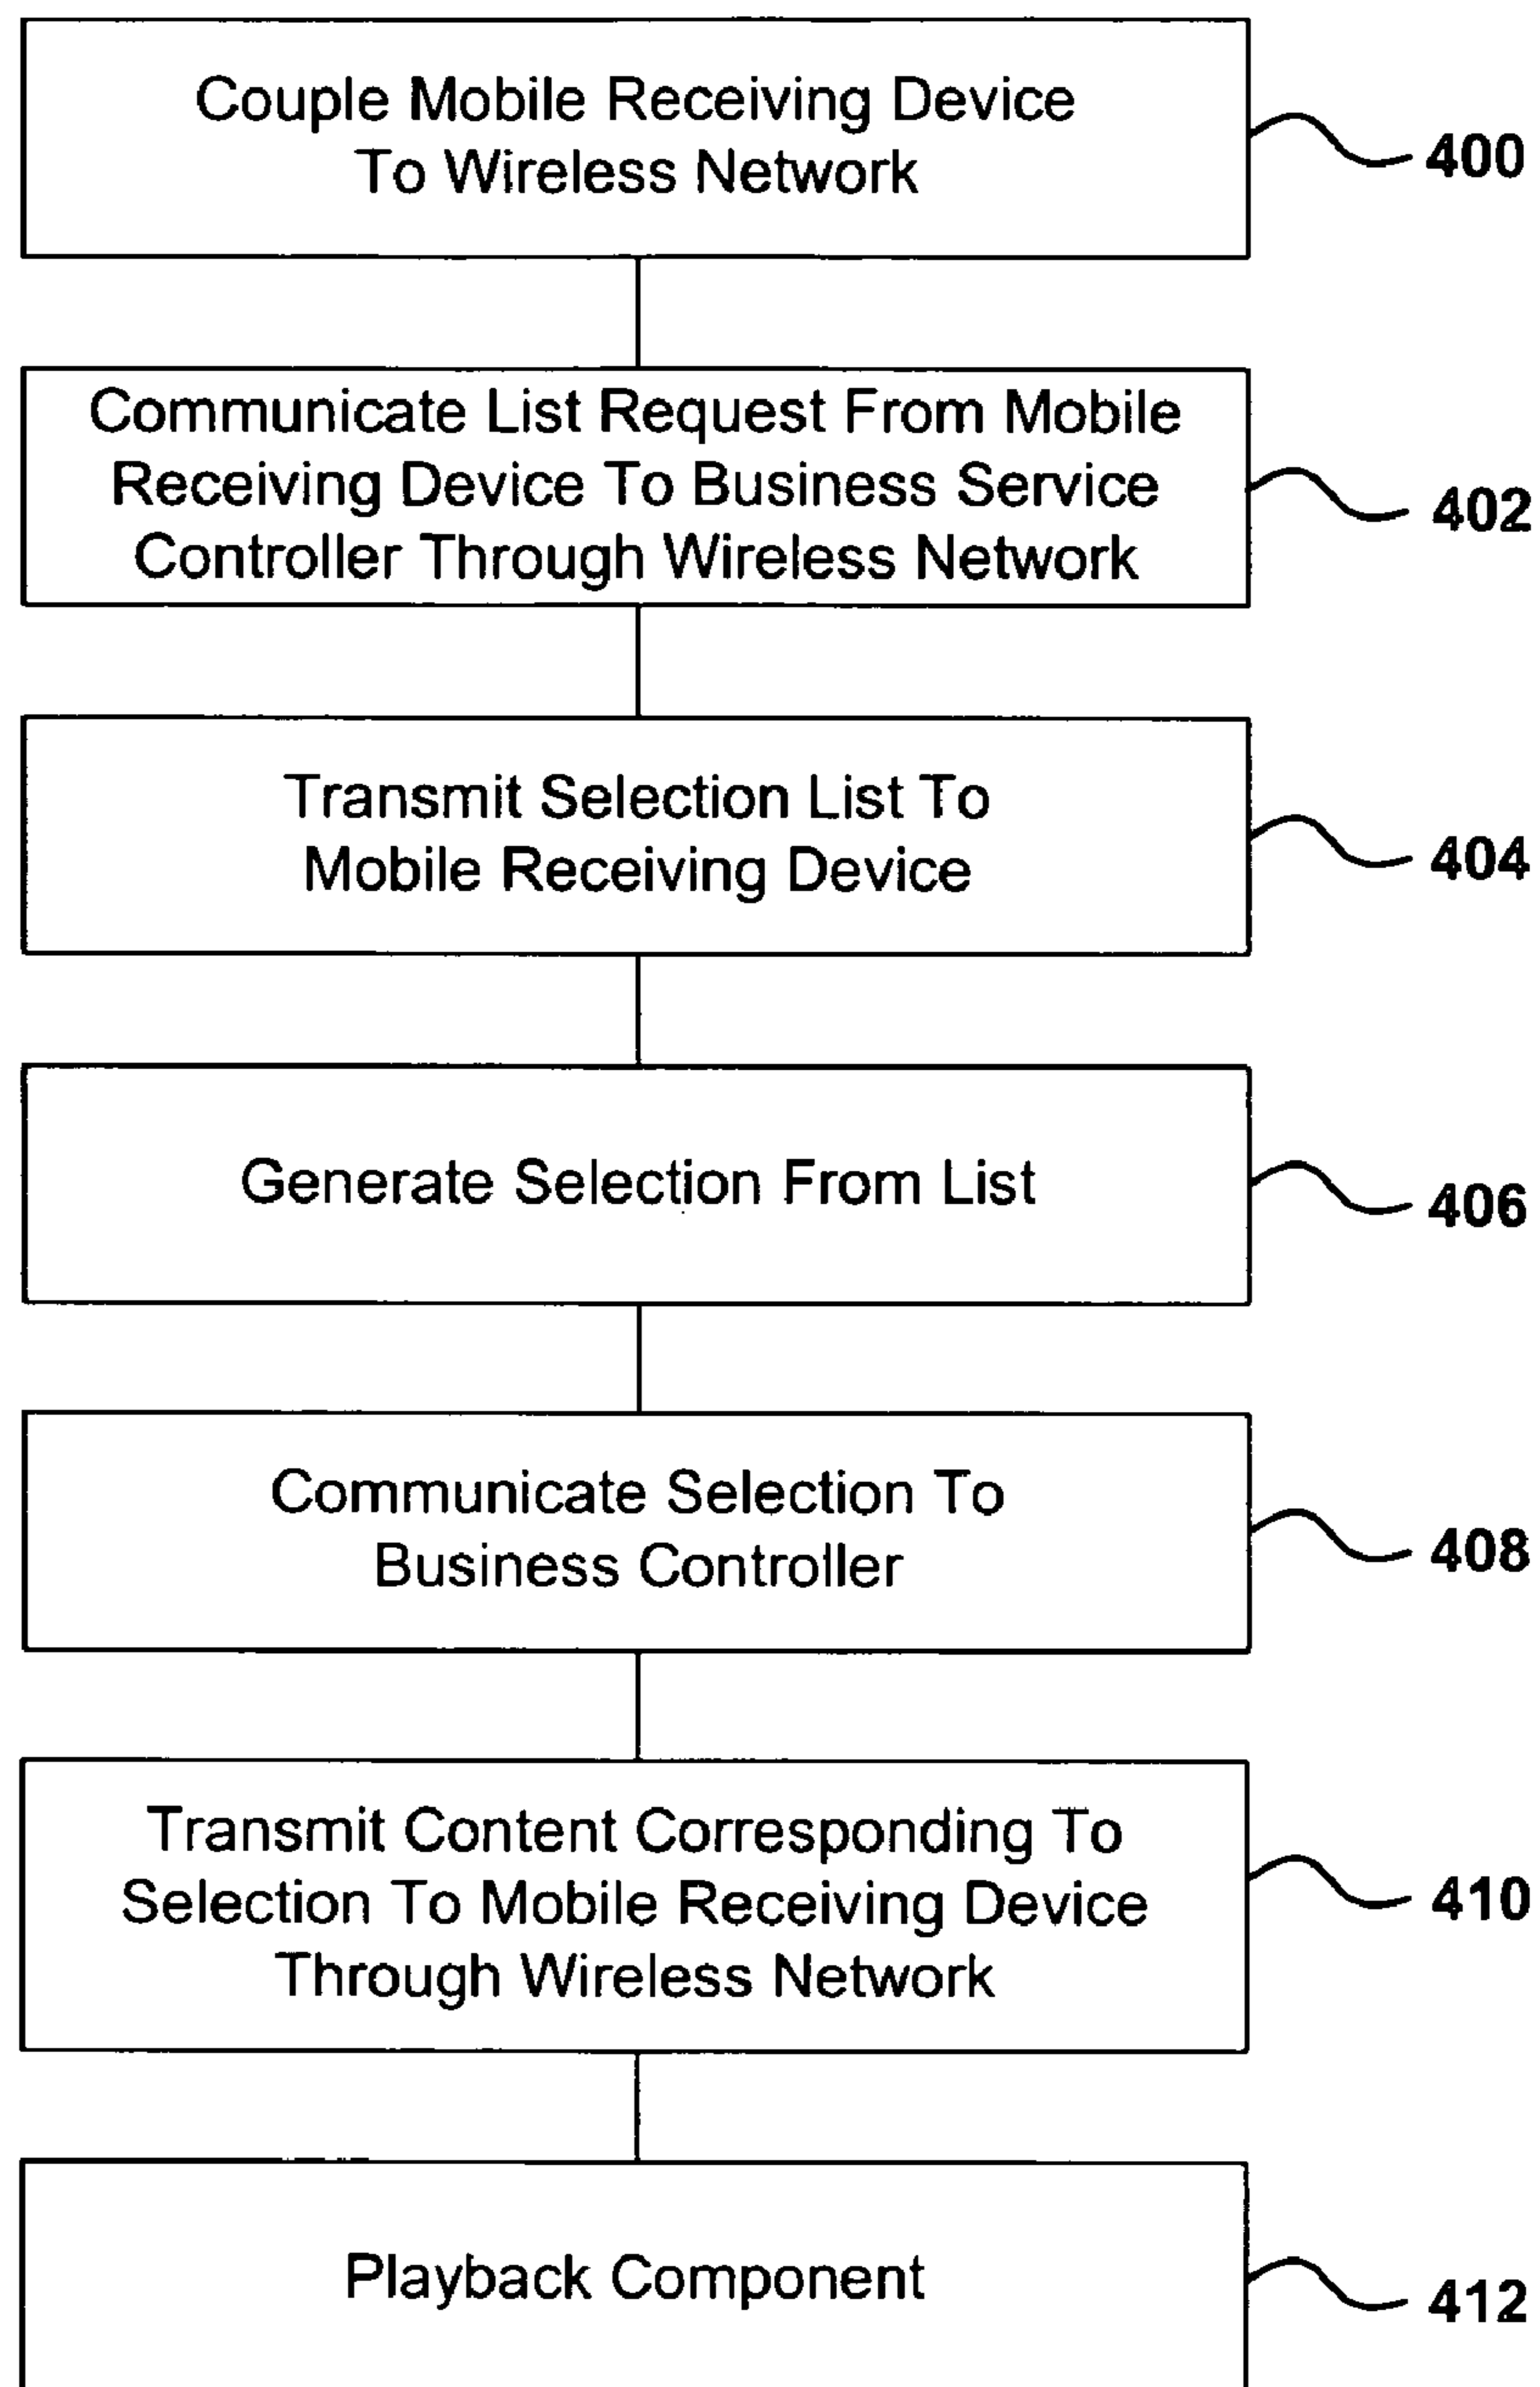 Couple Mobile Receiving Device
To Wireless Network
400
Communicate List Request From Mobile
Receiving Device To Business Service
Controller Through Wireless Network
402
Transmit Selection List To
Mobile Receiving Device
404
Generate Selection From List
406
Communicate Selection To
Business Controller
408
Transmit Content Corresponding To
Selection To Mobile Receiving Device
Through Wireless Network
410
Playback Component
412